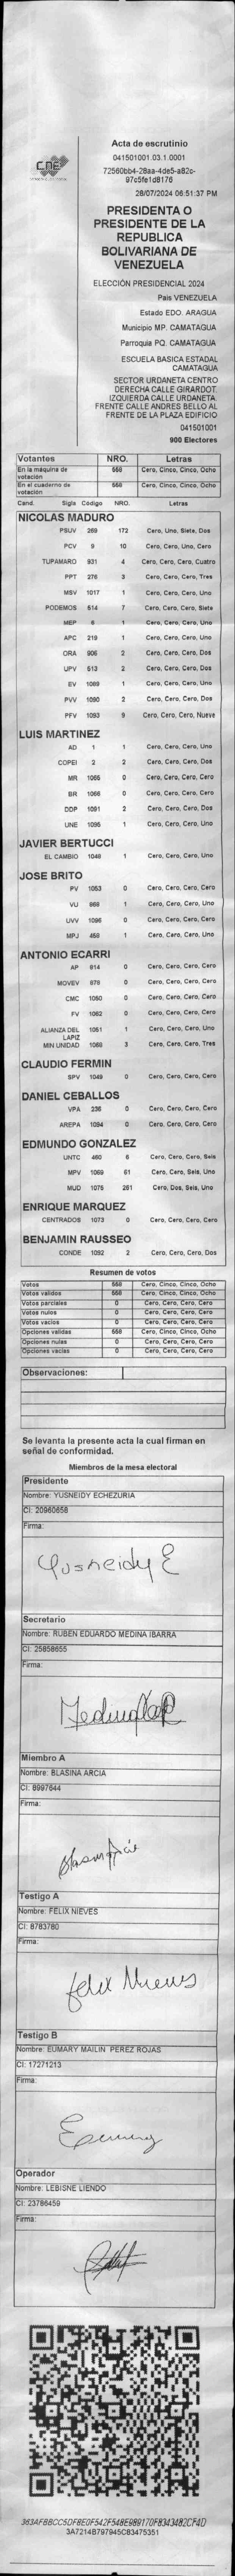 CNE
Acta de escrutinio
041501001.03.1.0001
72560bb4-28aa-4de5-a82c-
97c5fe1d8176
28/07/2024 06:51:37 PM
PRESIDENTA O
PRESIDENTE DE LA
REPUBLICA
BOLIVARIANA DE
VENEZUELA
ELECCIÓN PRESIDENCIAL 2024
Pais VENEZUELA
Estado EDO. ARAGUA
Municipio MP. CAMATAGUA
Parroquia PQ. CAMATAGUA
ESCUELA BASICA ESTADAL
CAMATAGUA
SECTOR URDANETA CENTRO
DERECHA CALLE GIRARDOT.
IZQUIERDA CALLE URDANETA.
FRENTE CALLE ANDRES BELLO AL
FRENTE DE LA PLAZA EDIFICIO
041501001
900 Electores
Votantes NRO. Letras
En la máquina de votación 558 Cero, Cinco, Cinco, Ocho
En el cuaderno de votación 558 Cero, Cinco, Cinco, Ocho
Cand. Sigla Código NRO. Letras
NICOLAS MADURO
PSUV 269 172 Cero, Uno, Siete, Dos
PCV 9 10 Cero, Cero, Uno, Cero
TUPAMARO 931 4 Cero, Cero, Cero, Cuatro
PPT 276 3 Cero, Cero, Cero, Tres
MSV 1017 1 Cero, Cero, Cero, Uno
PODEMOS 514 7 Cero, Cero, Cero, Siete
MEP 6 1 Cero, Cero, Cero, Uno
APC 219 1 Cero, Cero, Cero, Uno
ORA 906 2 Cero, Cero, Cero, Dos
UPV 513 2 Cero, Cero, Cero, Dos
EV 1089 1 Cero, Cero, Cero, Uno
PVV 1090 2 Cero, Cero, Cero, Dos
PFV 1093 9 Cero, Cero, Cero, Nueve
LUIS MARTINEZ
AD 1 1 Cero, Cero, Cero, Uno
COPEI 2 2 Cero, Cero, Cero, Dos
MR 1065 0 Cero, Cero, Cero, Cero
BR 1066 0 Cero, Cero, Cero, Cero
DDP 1091 2 Cero, Cero, Cero, Dos
UNE 1095 1 Cero, Cero, Cero, Uno
JAVIER BERTUCCI
EL CAMBIO 1048 1 Cero, Cero, Cero, Uno
JOSE BRITO
PV 1053 0 Cero, Cero, Cero, Cero
VU 968 1 Cero, Cero, Cero, Uno
UVV 1096 0 Cero, Cero, Cero, Cero
MPJ 459 1 Cero, Cero, Cero, Uno
ANTONIO ECARRI
AP 814 0 Cero, Cero, Cero, Cero
MOVEV 976 0 Cero, Cero, Cero, Cero
CMC 1050 0 Cero, Cero, Cero, Cero
FV 1062 0 Cero, Cero, Cero, Cero
ALIANZA DEL LAPIZ 1051 1 Cero, Cero, Cero, Uno
MIN UNIDAD 1088 3 Cero, Cero, Cero, Tres
CLAUDIO FERMIN
SPV 1049 0 Cero, Cero, Cero, Cero
DANIEL CEBALLOS
VPA 236 0 Cero, Cero, Cero, Cero
AREPA 1094 0 Cero, Cero, Cero, Cero
EDMUNDO GONZALEZ
UNTC 460 6 Cero, Cero, Cero, Seis
MPV 1069 61 Cero, Cero, Seis, Uno
MUD 1075 261 Cero, Dos, Seis, Uno
ENRIQUE MARQUEZ
CENTRADOS 1073 0 Cero, Cero, Cero, Cero
BENJAMIN RAUSSEO
CONDE 1092 2 Cero, Cero, Cero, Dos
Resumen de votos
Votos 558 Cero, Cinco, Cinco, Ocho
Votos validos 558 Cero, Cinco, Cinco, Ocho
Votos parciales 0 Cero, Cero, Cero, Cero
Votos nulos 0 Cero, Cero, Cero, Cero
Votos vacios 0 Cero, Cero, Cero, Cero
Opciones validas 558 Cero, Cinco, Cinco, Ocho
Opciones nulas 0 Cero, Cero, Cero, Cero
Opciones vacias 0 Cero, Cero, Cero, Cero
Observaciones:
Se levanta la presente acta la cual firman en
señal de conformidad.
Miembros de la mesa electoral
Presidente
Nombre: YUSNEIDY ECHEZURIA
CI: 20960658
Firma:
Yusneidy E
Secretario
Nombre: RUBEN EDUARDO MEDINA IBARRA
CI: 25858655
Firma:
Miembro A
Nombre: BLASINA ARCIA
CI: 8997644
Firma:
Testigo A
Nombre: FELIX NIEVES
CI: 8783780
Firma:
Felix Nieves
Testigo B
Nombre: EUMARY MAILIN PEREZ ROJAS
CI: 17271213
Firma:
Operador
Nombre: LEBISNE LIENDO
CI: 23786459
Firma:
363AFBBCC5DF8E0F542F548E989170F8343482CF4D
3A7214B797945C83475351